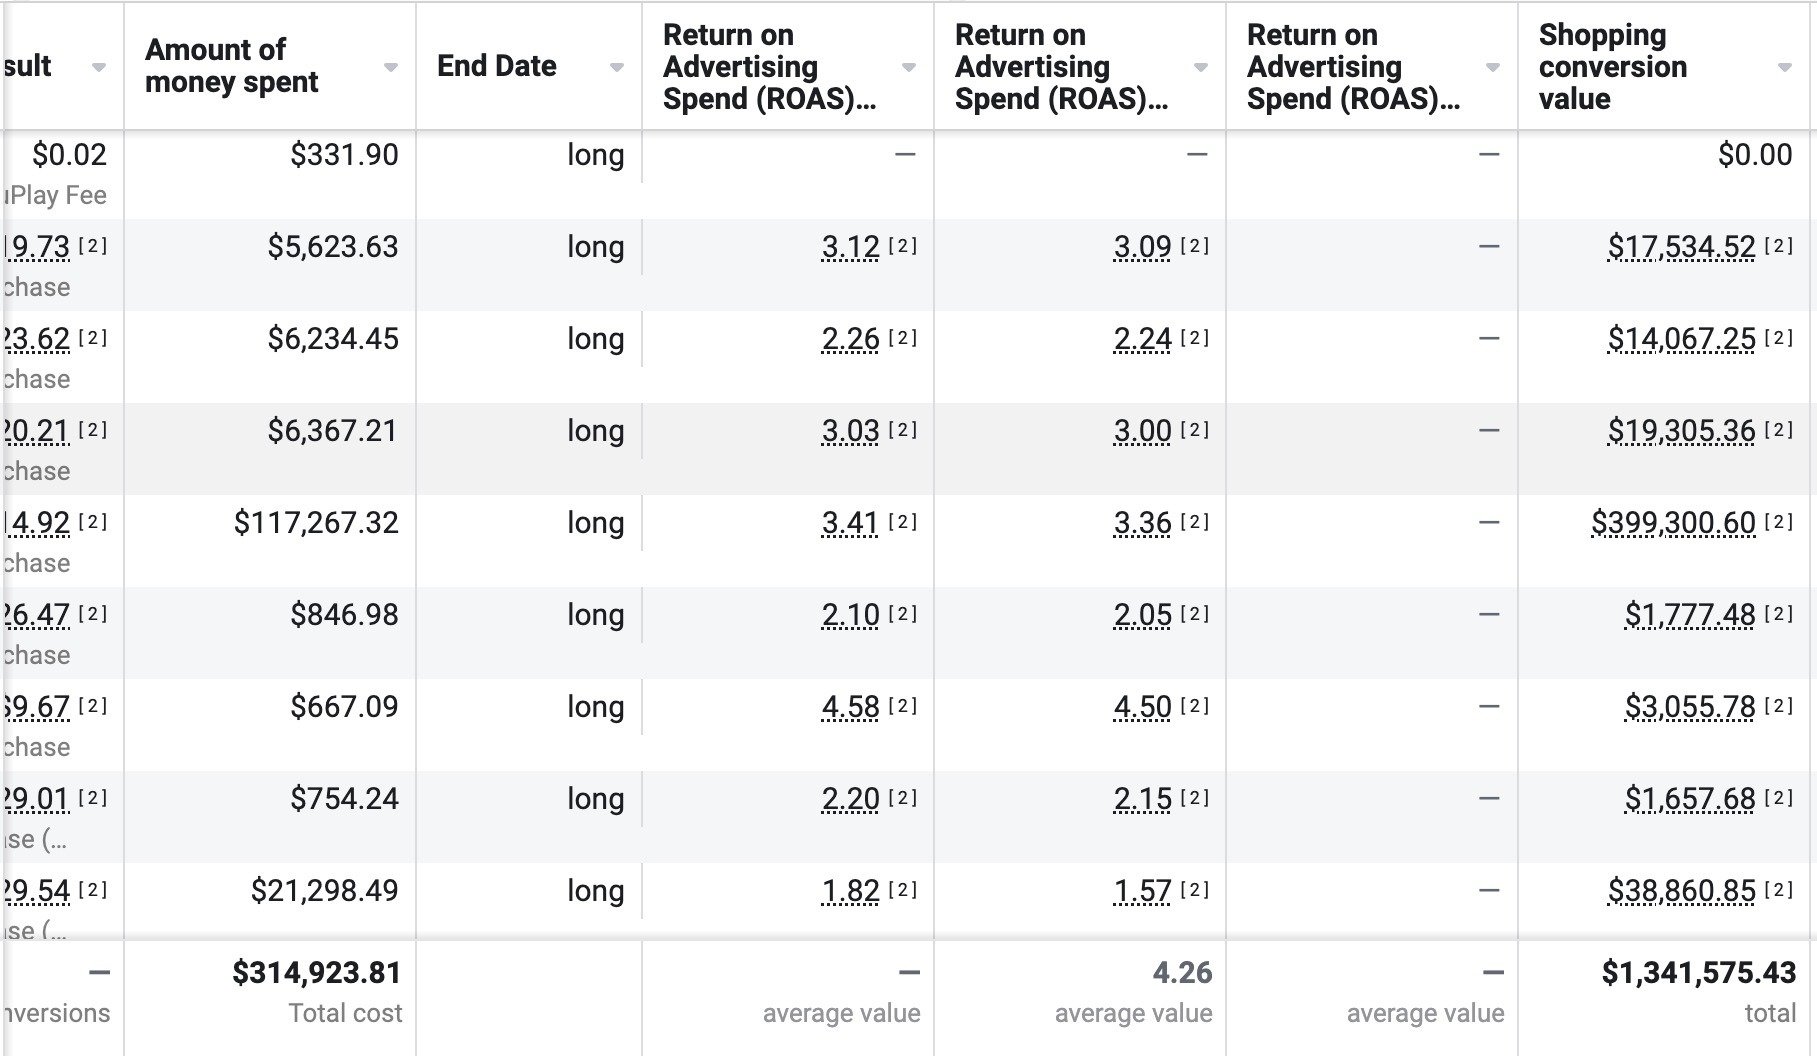 sult
Amount of
money spent
End Date
Return on
Advertising
Spend (ROAS)...
Return on
Advertising
Spend (ROAS)...
Return on
Advertising
Spend (ROAS)...
Shopping
conversion
value
$0.02 $331.90 long — — — $0.00
uPlay Fee
19.73 [2] $5,623.63 long 3.12 [2] 3.09 [2] — $17,534.52 [2]
chase
23.62 [2] $6,234.45 long 2.26 [2] 2.24 [2] — $14,067.25 [2]
chase
20.21 [2] $6,367.21 long 3.03 [2] 3.00 [2] — $19,305.36 [2]
chase
14.92 [2] $117,267.32 long 3.41 [2] 3.36 [2] — $399,300.60 [2]
chase
26.47 [2] $846.98 long 2.10 [2] 2.05 [2] — $1,777.48 [2]
chase
$9.67 [2] $667.09 long 4.58 [2] 4.50 [2] — $3,055.78 [2]
chase
29.01 [2] $754.24 long 2.20 [2] 2.15 [2] — $1,657.68 [2]
ase (...
29.54 [2] $21,298.49 long 1.82 [2] 1.57 [2] — $38,860.85 [2]
ase (...
— $314,923.81 — 4.26 — $1,341,575.43
nversions Total cost average value average value average value total